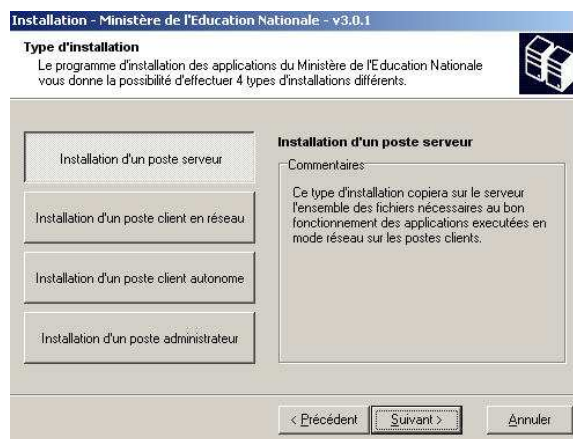 Installation - Ministère de l'Education Nationale - v3.0.1
Type d'installation
Le programme d'installation des applications du Ministère de l'Education Nationale
vous donne la possibilité d'effectuer 4 types d'installations différents.
Installation d'un poste serveur
Installation d'un poste client en réseau
Installation d'un poste client autonome
Installation d'un poste administrateur
Installation d'un poste serveur
Commentaires
Ce type d'installation copiera sur le serveur
l'ensemble des fichiers nécessaires au bon
fonctionnement des applications executées en
mode réseau sur les postes clients.
< Précédent
Suivant >
Annuler